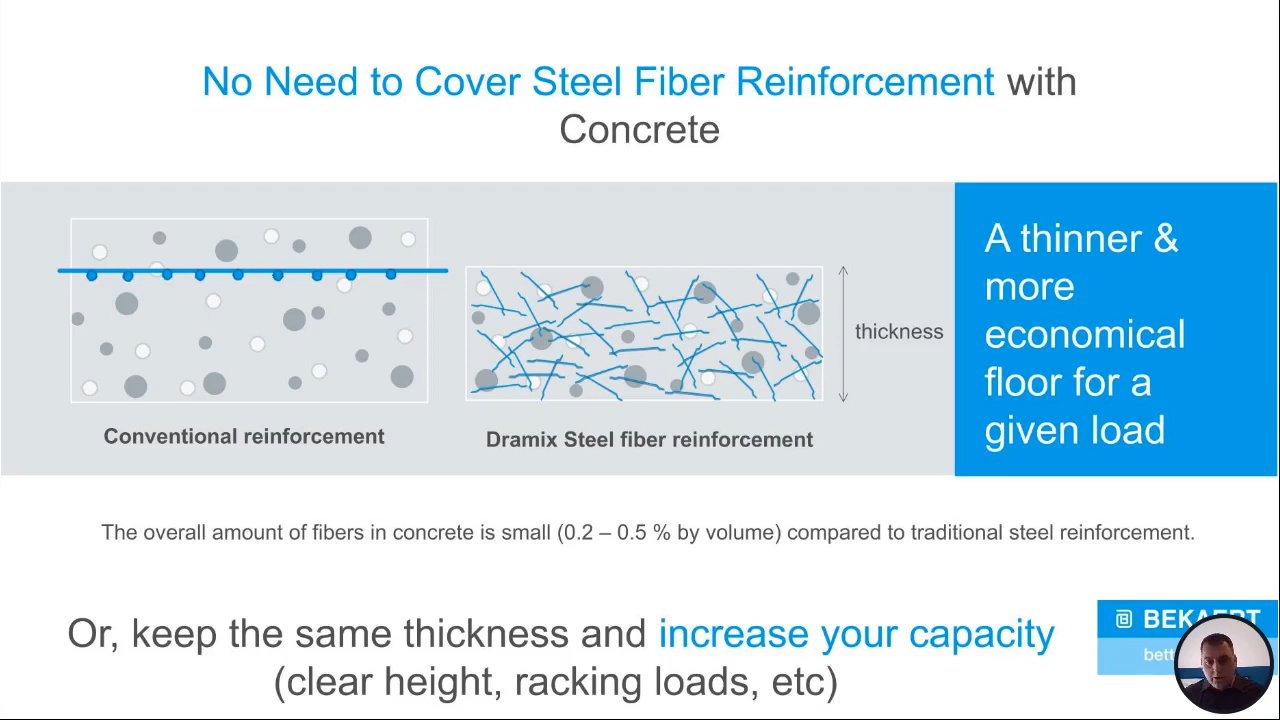 No Need to Cover Steel Fiber Reinforcement with
Concrete
A thinner &
more
economical
floor for a
given load
thickness
Conventional reinforcement
Dramix Steel fiber reinforcement
The overall amount of fibers in concrete is small (0.2 – 0.5 % by volume) compared to traditional steel reinforcement.
Or, keep the same thickness and increase your capacity
(clear height, racking loads, etc)
BEKAERT